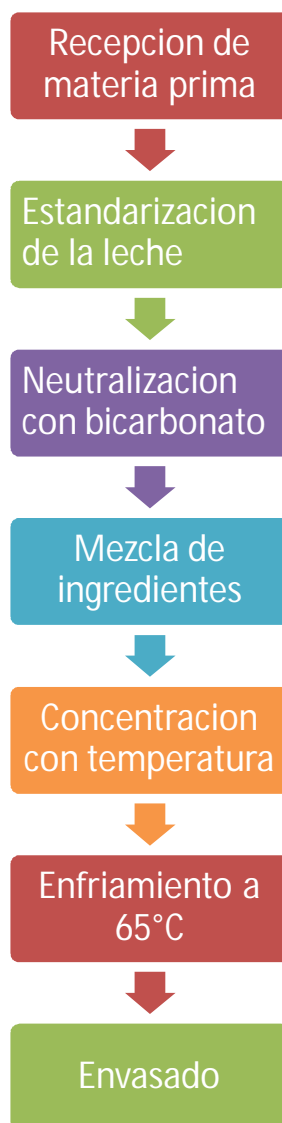 Recepcion de
materia prima
Estandarizacion
de la leche
Neutralizacion
con bicarbonato
Mezcla de
ingredientes
Concentracion
con temperatura
Enfriamiento a
65°C
Envasado